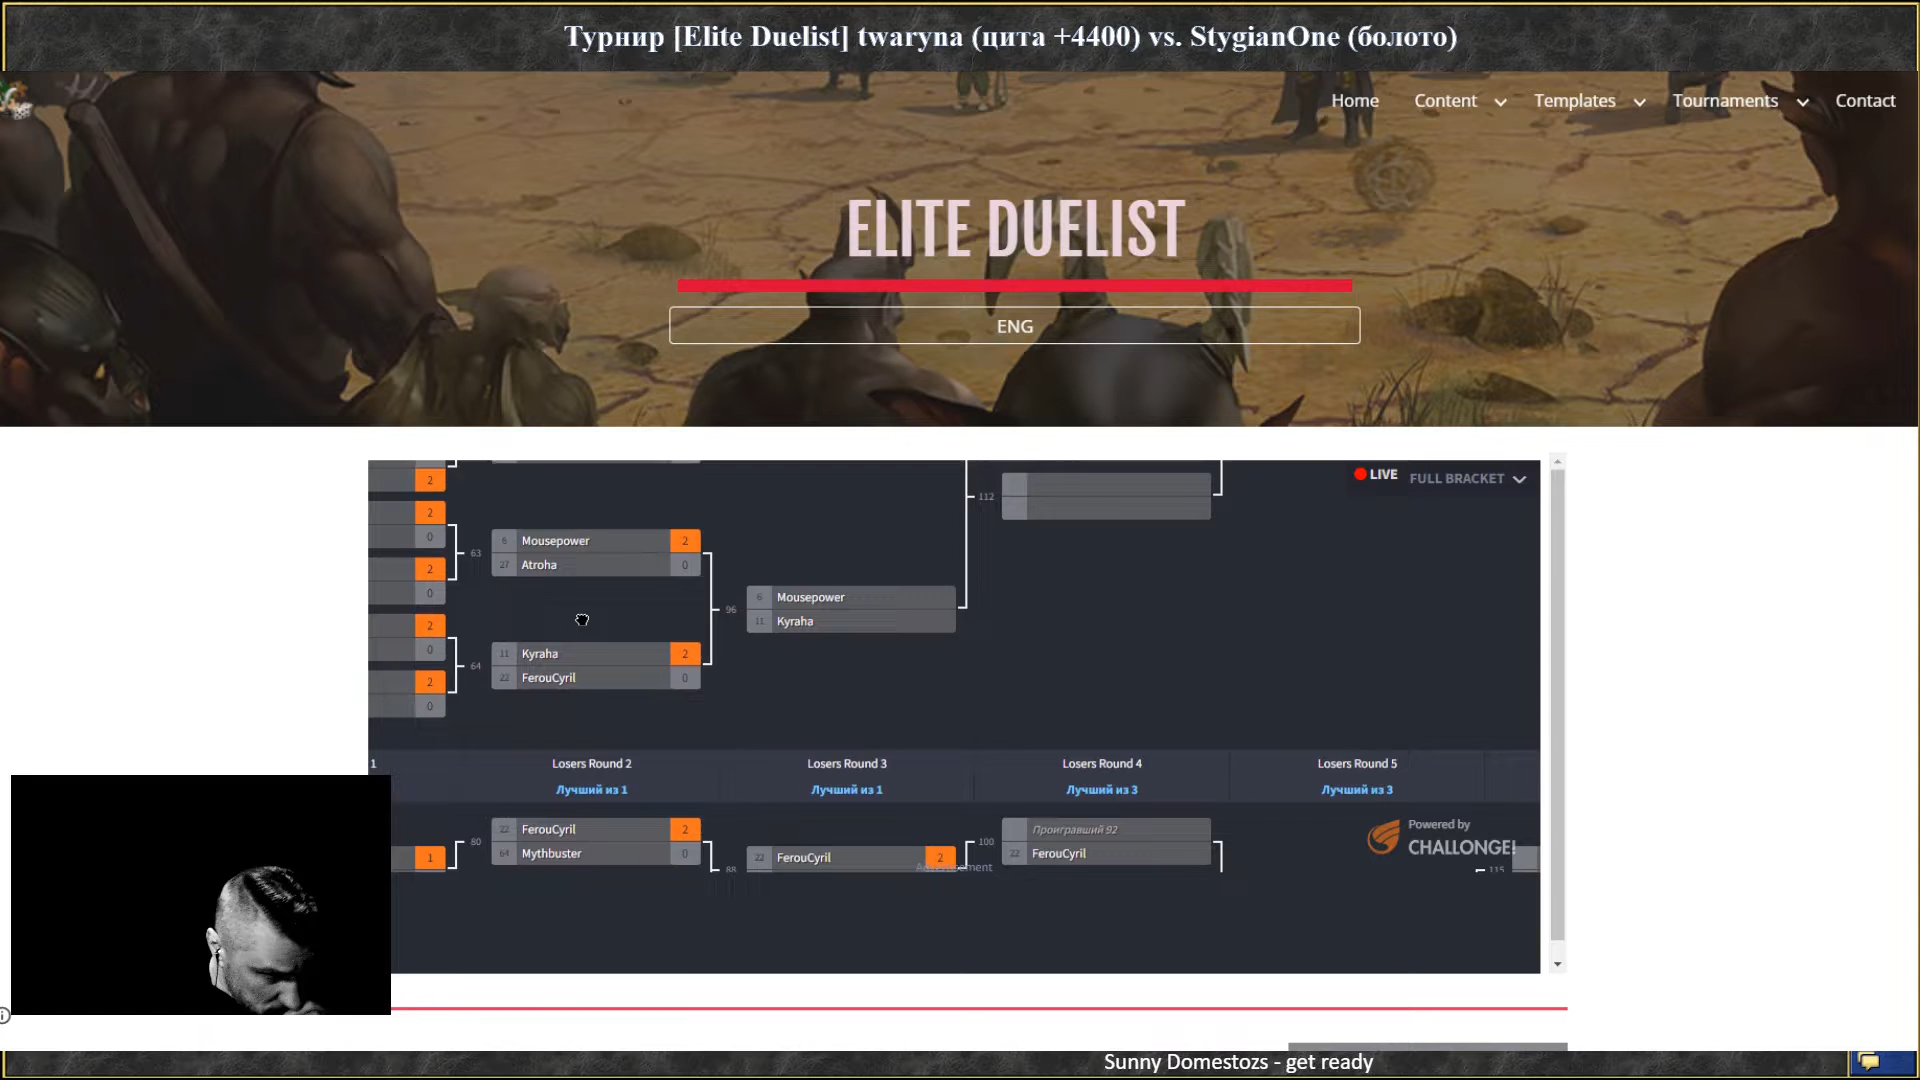 Турнир [Elite Duelist] twaryna (цита +4400) vs. StygianOne (болото)
Home Content Templates Tournaments Contact
ELITE DUELIST
ENG
LIVE FULL BRACKET
2
2
0
2
0
2
0
2
0
63
64
6 Mousepower 2
27 Atroha 0
11 Kyraha 2
22 FerouCyril 0
96
6 Mousepower
11 Kyraha
112
1 Losers Round 2 Losers Round 3 Losers Round 4 Losers Round 5
Лучший из 1 Лучший из 1 Лучший из 3 Лучший из 3
1
80
22 FerouCyril 2
64 Mythbuster 0
88
22 FerouCyril 2
Advertisement
100
Проигравший 92
22 FerouCyril
115
Powered by
CHALLONGE!
Sunny Domestozs - get ready